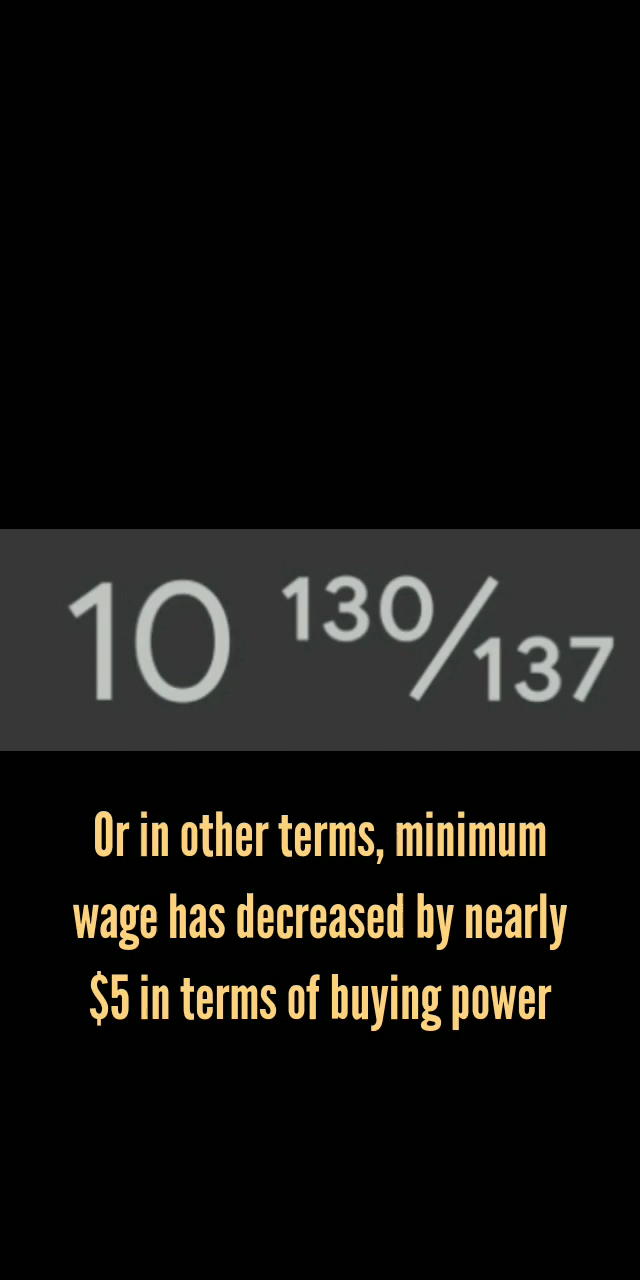 10 130/137
Or in other terms, minimum
wage has decreased by nearly
$5 in terms of buying power